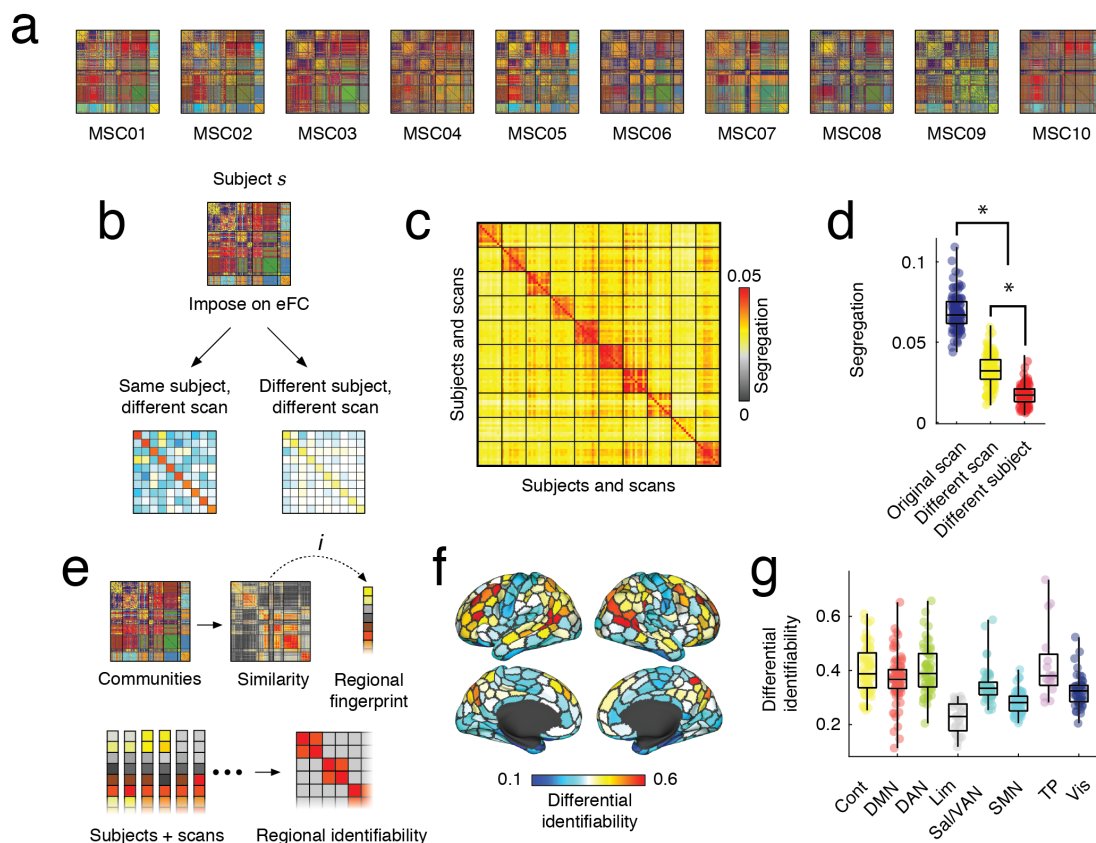 a
MSC01 MSC02 MSC03 MSC04 MSC05 MSC06 MSC07 MSC08 MSC09 MSC10
b
Subject s
Impose on eFC
Same subject, different scan
Different subject, different scan
c
Subjects and scans
Subjects and scans
0.05
Segregation
0
d
*
*
Segregation
0.1
0.05
0
Original scan
Different scan
Different subject
e
i
Communities
Similarity
Regional fingerprint
Subjects + scans
Regional identifiability
f
0.1
0.6
Differential identifiability
g
Differential identifiability
0.6
0.4
0.2
Cont
DMN
DAN
Lim
Sal/VAN
SMN
TP
Vis